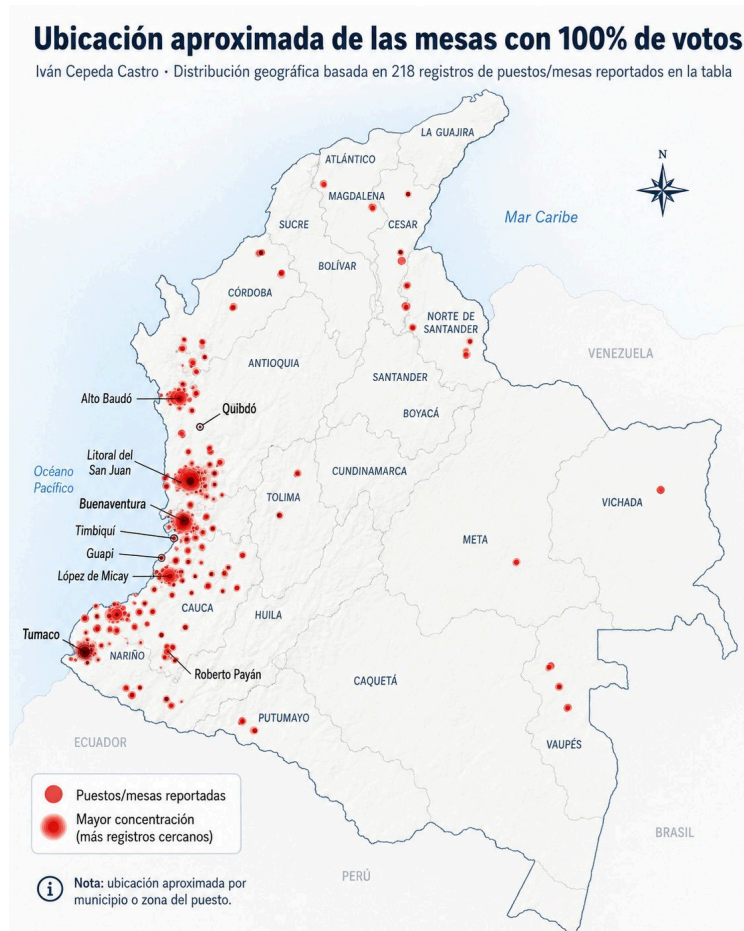 Ubicación aproximada de las mesas con 100% de votos
Iván Cepeda Castro • Distribución geográfica basada en 218 registros de puestos/mesas reportados en la tabla
LA GUAJIRA
ATLÁNTICO
N
MAGDALENA
SUCRE
CESAR
Mar Caribe
BOLÍVAR
CÓRDOBA
NORTE DE
SANTANDER
VENEZUELA
ANTIOQUIA
SANTANDER
Alto Baudó
Quibdó
BOYACÁ
Litoral del
San Juan
Océano
Pacífico
CUNDINAMARCA
TOLIMA
VICHADA
Buenaventura
Timbiquí
META
Guapi
López de Micay
CAUCA
HUILA
Tumaco
NARIÑO
Roberto Payán
CAQUETÁ
PUTUMAYO
ECUADOR
VAUPÉS
Puestos/mesas reportadas
Mayor concentración
(más registros cercanos)
BRASIL
PERÚ
Nota: ubicación aproximada por
municipio o zona del puesto.